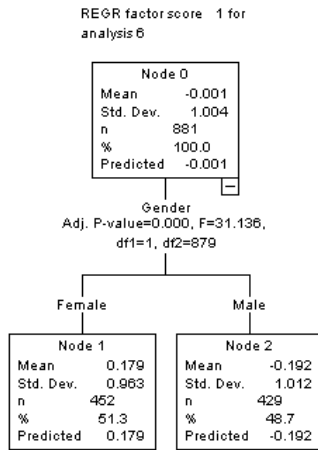 REGR factor score 1 for
analysis 6
Node 0
Mean -0.001
Std. Dev. 1.004
n 881
% 100.0
Predicted -0.001
Gender
Adj. P-value=0.000, F=31.136,
df1=1, df2=879
Female
Node 1
Mean 0.179
Std. Dev. 0.963
n 452
% 51.3
Predicted 0.179
Male
Node 2
Mean -0.192
Std. Dev. 1.012
n 429
% 48.7
Predicted -0.192